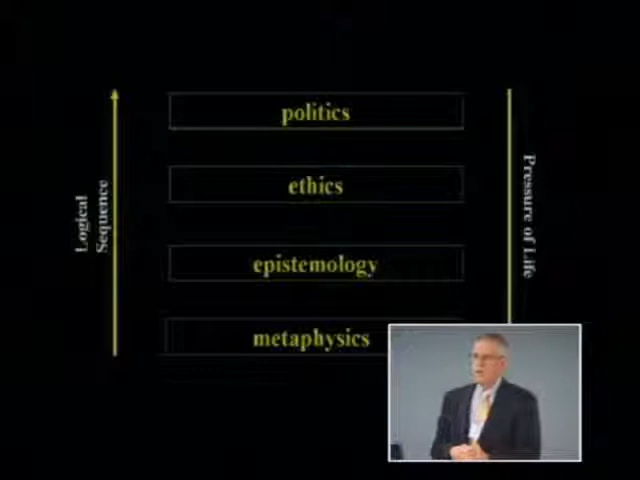 politics
ethics
epistemology
metaphysics
Logical
Sequence
Pressure of Life